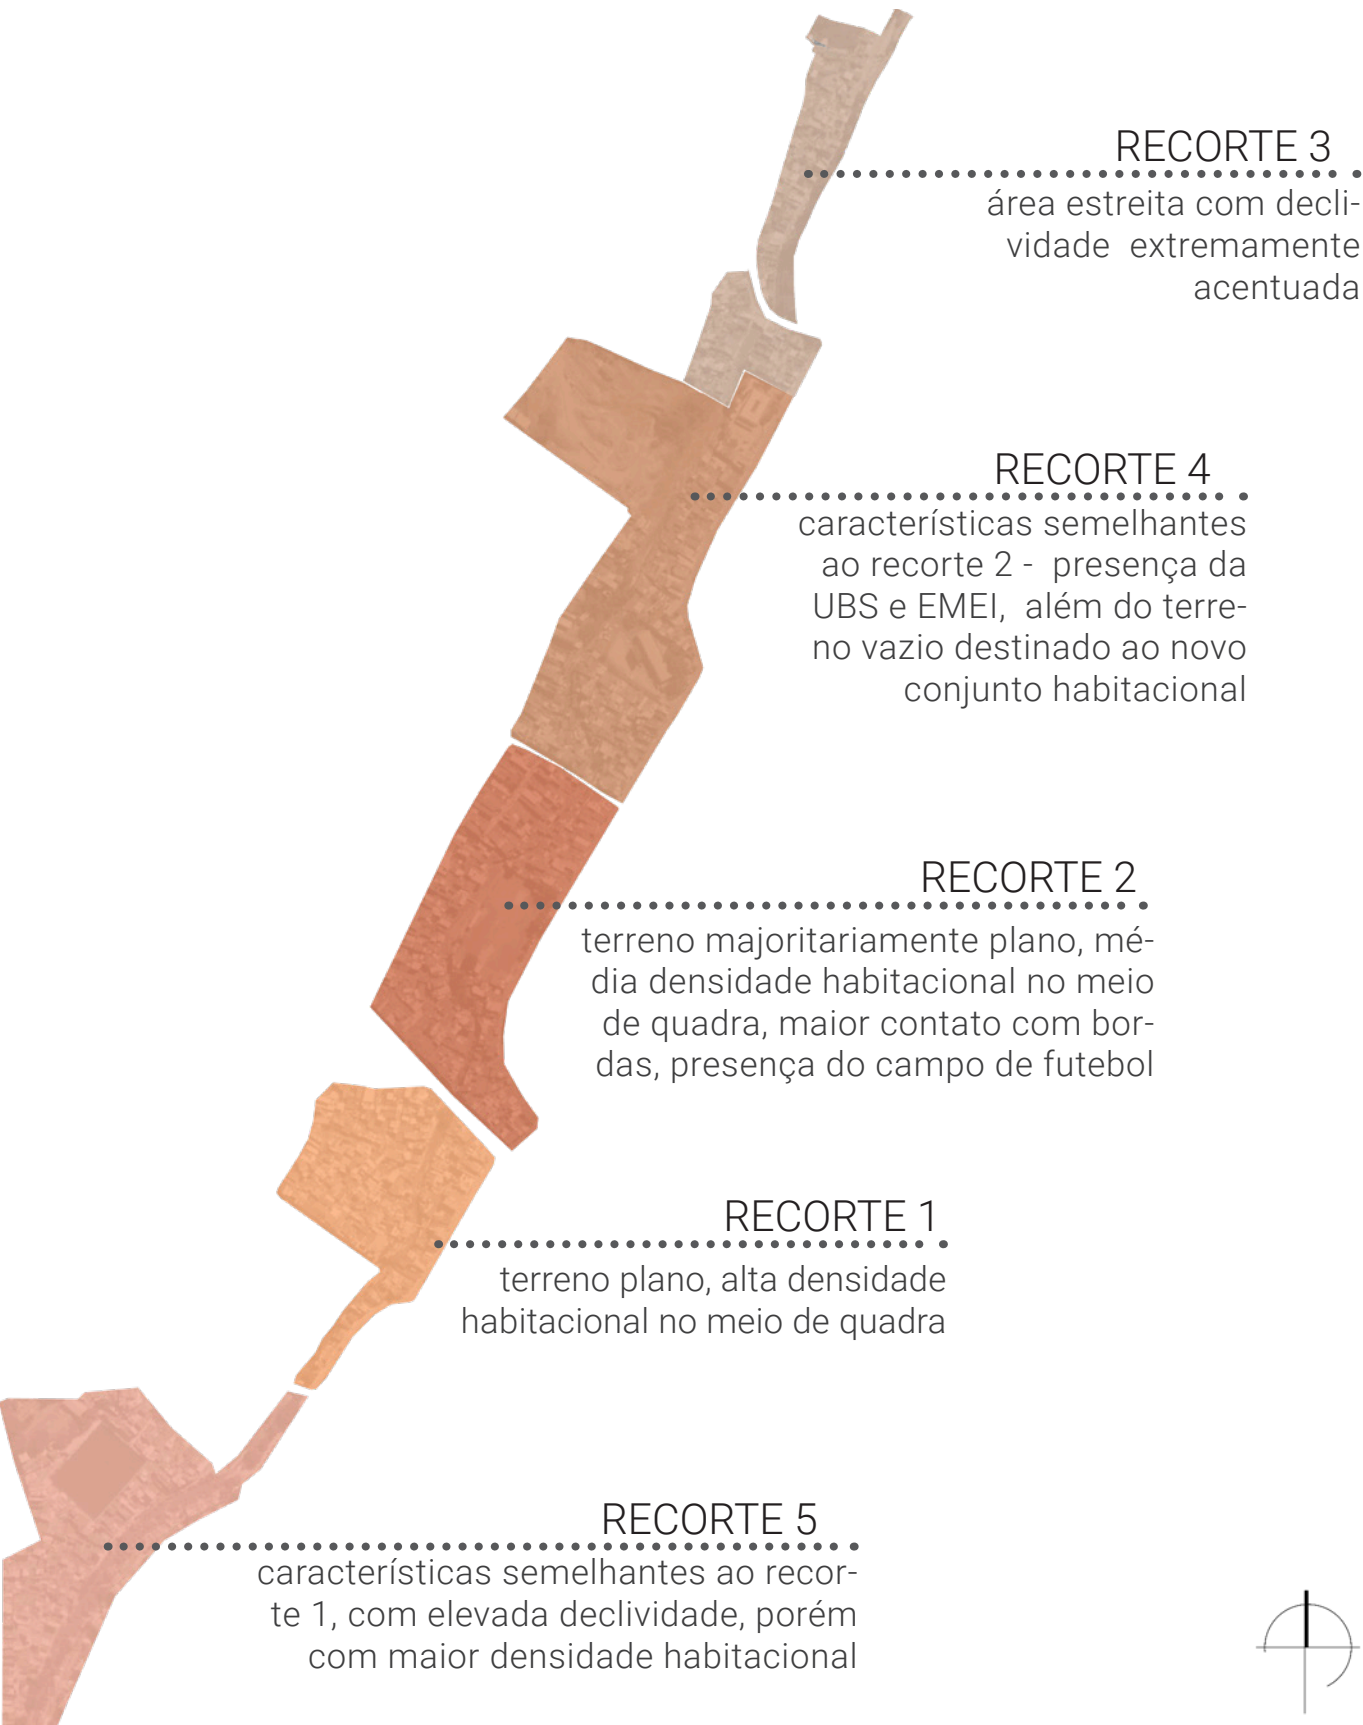 RECORTE 3
área estreita com decli-
vidade extremamente
acentuada
RECORTE 4
características semelhantes
ao recorte 2 - presença da
UBS e EMEI, além do terre-
no vazio destinado ao novo
conjunto habitacional
RECORTE 2
terreno majoritariamente plano, mé-
dia densidade habitacional no meio
de quadra, maior contato com bor-
das, presença do campo de futebol
RECORTE 1
terreno plano, alta densidade
habitacional no meio de quadra
RECORTE 5
características semelhantes ao recor-
te 1, com elevada declividade, porém
com maior densidade habitacional